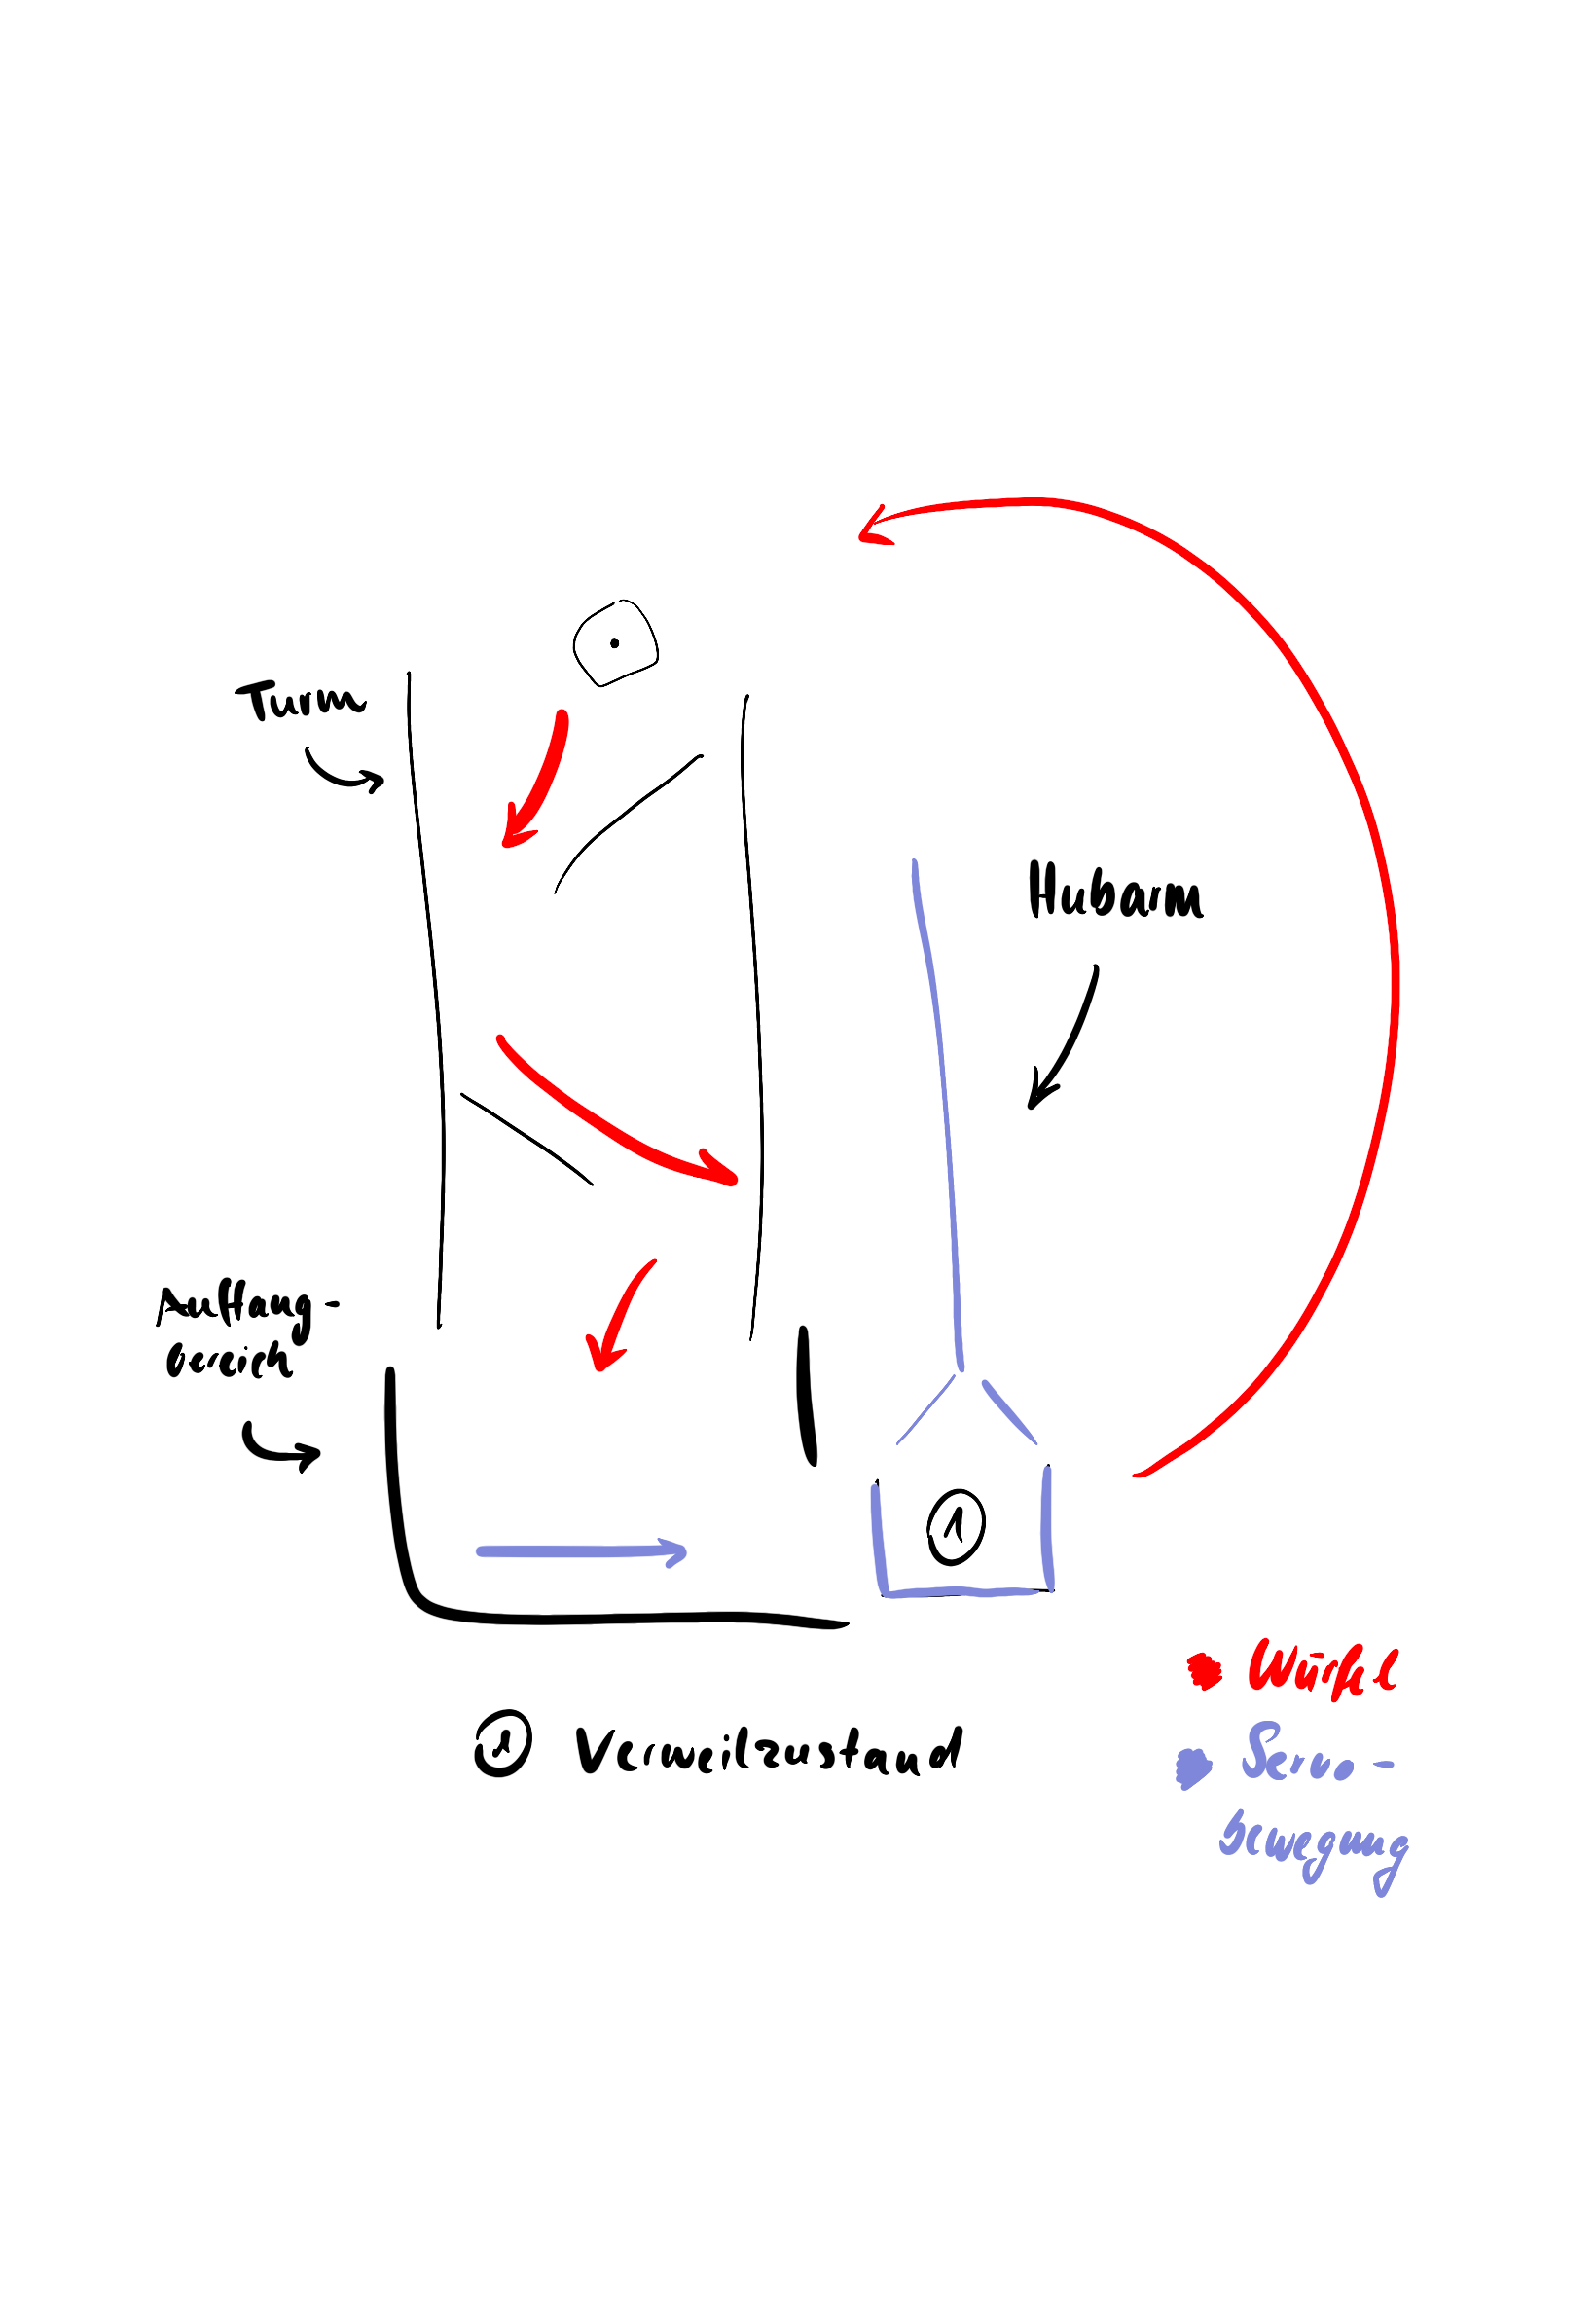 Turm
Hubarm
Auffang-
bereich
1
1 Verweilzustand
Würfel
Servo-
bewegung